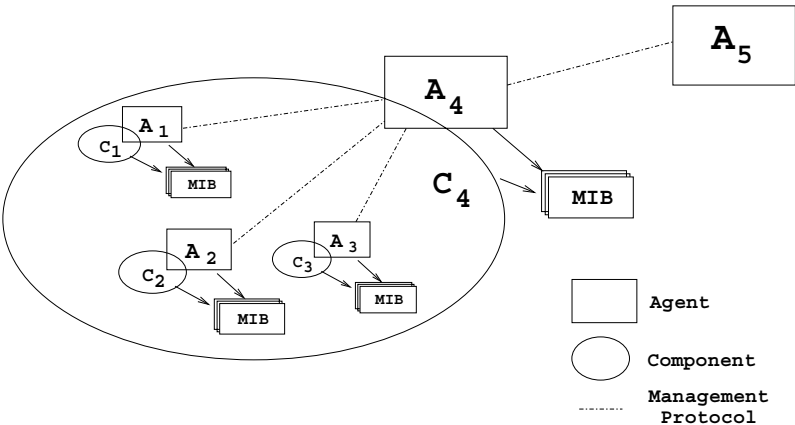 A5
A4
A1
C1
MIB
C4
MIB
A2
C2
MIB
A3
C3
MIB
Agent
Component
Management
Protocol